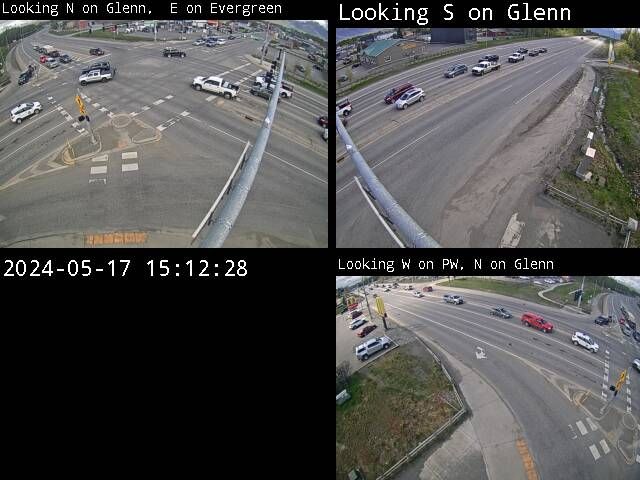 Looking N on Glenn,  E on Evergreen
Looking S on Glenn
2024-05-17 15:12:28
Looking W on PW, N on Glenn